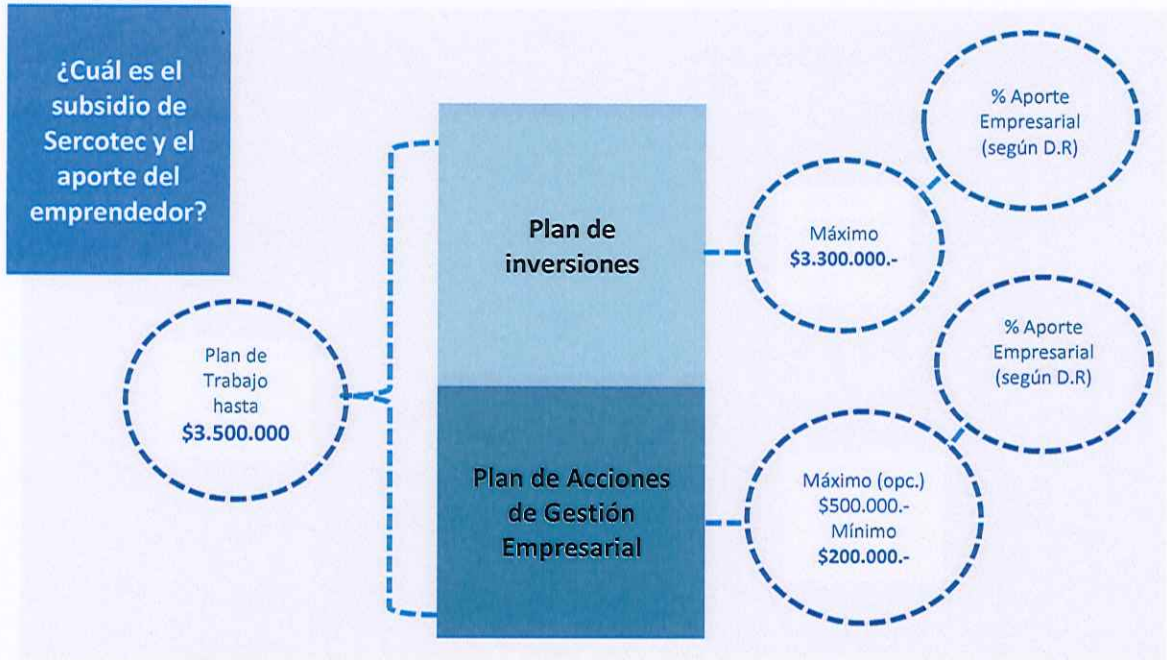 ¿Cuál es el
subsidio de
Sercotec y el
aporte del
emprendedor?
Plan de
Trabajo
hasta
$3.500.000
Plan de
inversiones
Máximo
$3.300.000.-
% Aporte
Empresarial
(según D.R)
Plan de Acciones
de Gestión
Empresarial
Máximo (opc.)
$500.000.-
Mínimo
$200.000.-
% Aporte
Empresarial
(según D.R)